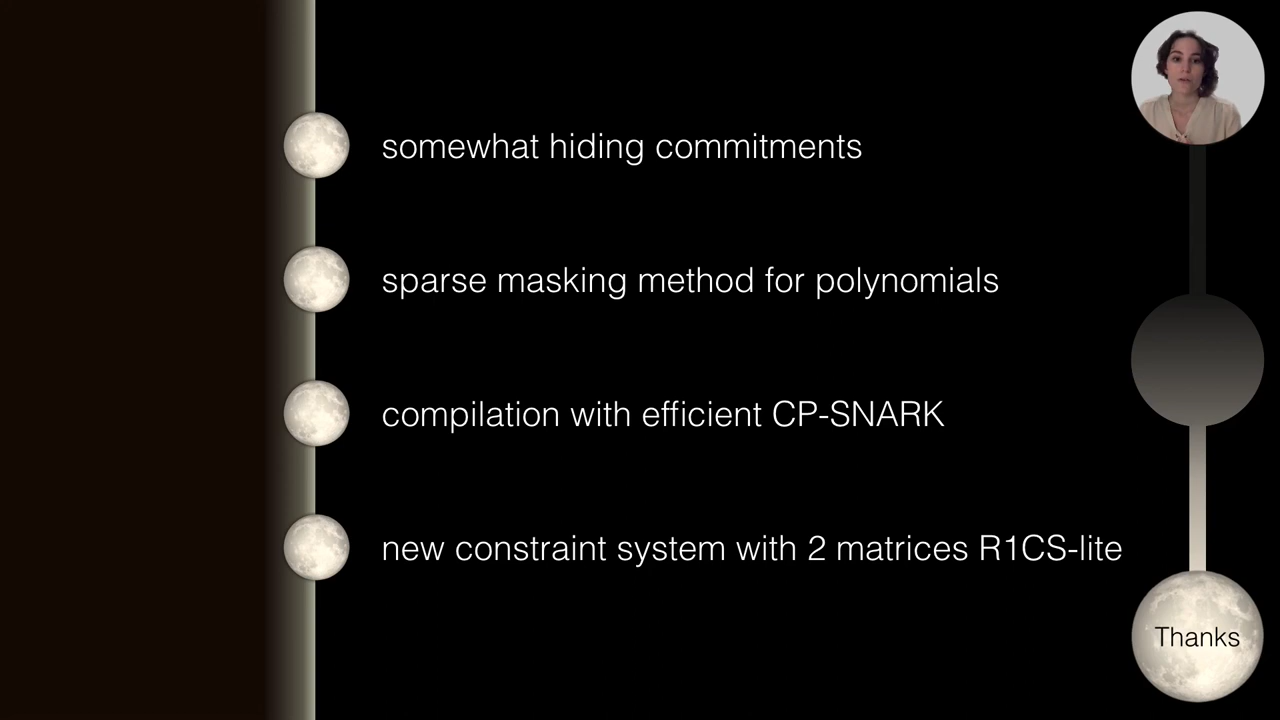 somewhat hiding commitments
sparse masking method for polynomials
compilation with efficient CP-SNARK
new constraint system with 2 matrices R1CS-lite
Thanks